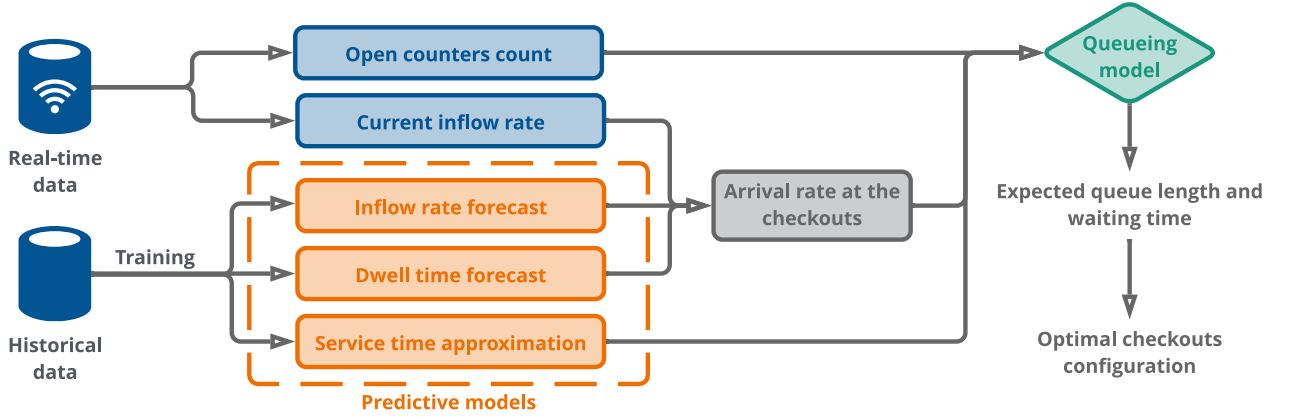 Real-time
data
Historical
data
Training
Open counters count
Current inflow rate
Inflow rate forecast
Dwell time forecast
Service time approximation
Predictive models
Arrival rate at the
checkouts
Queueing
model
Expected queue length and
waiting time
Optimal checkouts
configuration